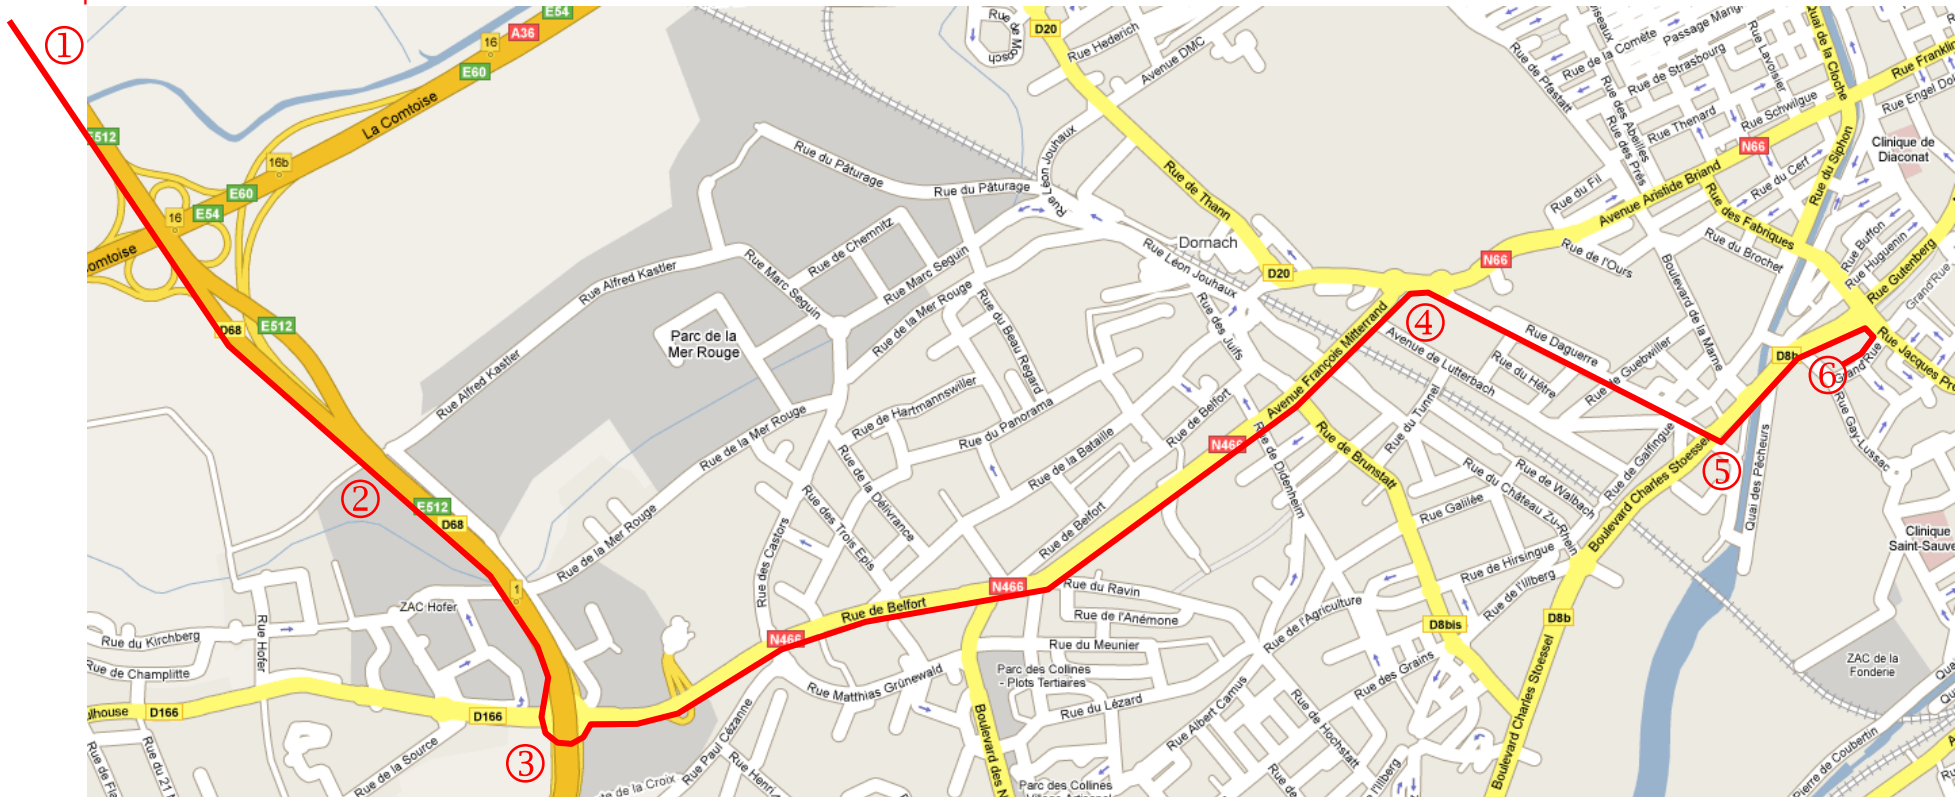 ①
E54
A36
16
E60
La Comtoise
E512
16b
E60
E54
16
omtoise
D68
E512
D20
Rue Hederich
Avenue DMC
Rue de la Comète
Passage
Rue de Strasbourg
Rue Lavoisier
Quai de la Cloche
Rue Franklin
Rue Engel
Rue de Pfastatt
Rue des Abeilles
Rue des Prés
Rue Thenard
Rue Schwilgue
N66
Rue du Siphon
Clinique de
Diaconat
Rue du Pâturage
Rue du Pâturage
Rue Léon Jouhaux
Rue de Thann
Rue du Fil
Avenue Aristide Briand
Rue du Cerf
Rue des Fabriques
Rue de Chemnitz
Rue Marc Seguin
Rue Marc Seguin
Rue Alfred Kastler
Dornach
Rue Léon Jouhaux
D20
N66
Rue de l'Ours
Rue du Brochet
Rue Buffon
Rue Huguenin
Rue Gutenberg
Grand'Rue
Boulevard de la Marne
Rue de la Mer Rouge
Rue du Beau Regard
Rue des Juifs
Parc de la
Mer Rouge
Avenue François Mitterrand
④
Rue Daguerre
Avenue de Lutterbach
Rue du Hêtre
Rue de Guebwiller
D8b
⑥
Grand'Rue
Rue Jacques
Rue Alfred Kastler
Rue de Hartmannswiller
Rue du Panorama
Rue de la Mer Rouge
Rue de Belfort
Rue de la Bataille
N466
Rue de Brunstatt
Rue du Tunnel
Rue de Galfingue
Rue Gay-Lussac
⑤
Quai des Pêcheurs
Boulevard Charles Stoessel
②
E512
D68
Rue de la Délivrance
Rue des Trois Epis
Rue des Castors
Rue de la Mer Rouge
Rue de Belfort
Rue de Didenheim
Rue Galilée
Rue du Château Zu-Rhein
Rue de Walbach
Clinique
1
ZAC Hofer
Rue du Kirchberg
Rue Hofer
Rue de Champlitte
Rue de Belfort
N466
N466
Rue du Ravin
Rue de l'Anémone
Rue du Meunier
Rue de l'Agriculture
Rue de Hirsingue
Rue de l'Illberg
D8bis
D8b
Parc des Collines
- Plots Tertiaires
Rue Matthias Grünewald
Rue du Lézard
Rue des Grains
Rue Albert Camus
Rue de Hochstatt
Boulevard Charles Stoessel
ZAC de la
Fonderie
D166
D166
③
Rue de la Source
Rue Paul Cézanne
Rue Henri
de la Croix
Boulevard des
Parc des Collines
l'Illberg
Pierre de Coubertin